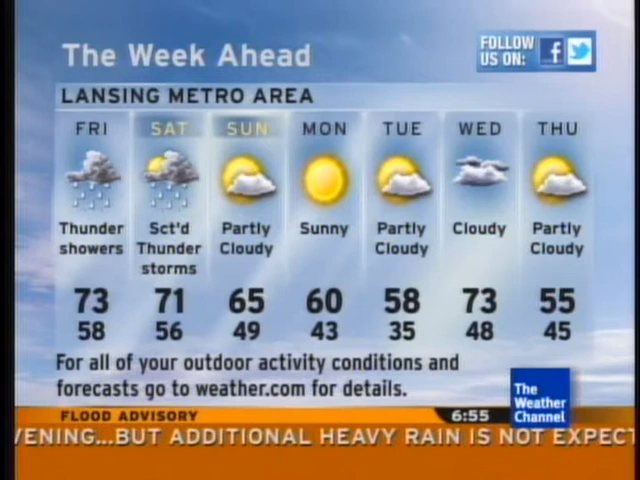 The Week Ahead
FOLLOW
US ON:
LANSING METRO AREA
FRI SAT SUN MON TUE WED THU
Thunder showers Sct'd Thunder storms Partly Cloudy Sunny Partly Cloudy Cloudy Partly Cloudy
73 71 65 60 58 73 55
58 56 49 43 35 48 45
For all of your outdoor activity conditions and
forecasts go to weather.com for details.
The
Weather
Channel
FLOOD ADVISORY 6:55
VENING...BUT ADDITIONAL HEAVY RAIN IS NOT EXPECT